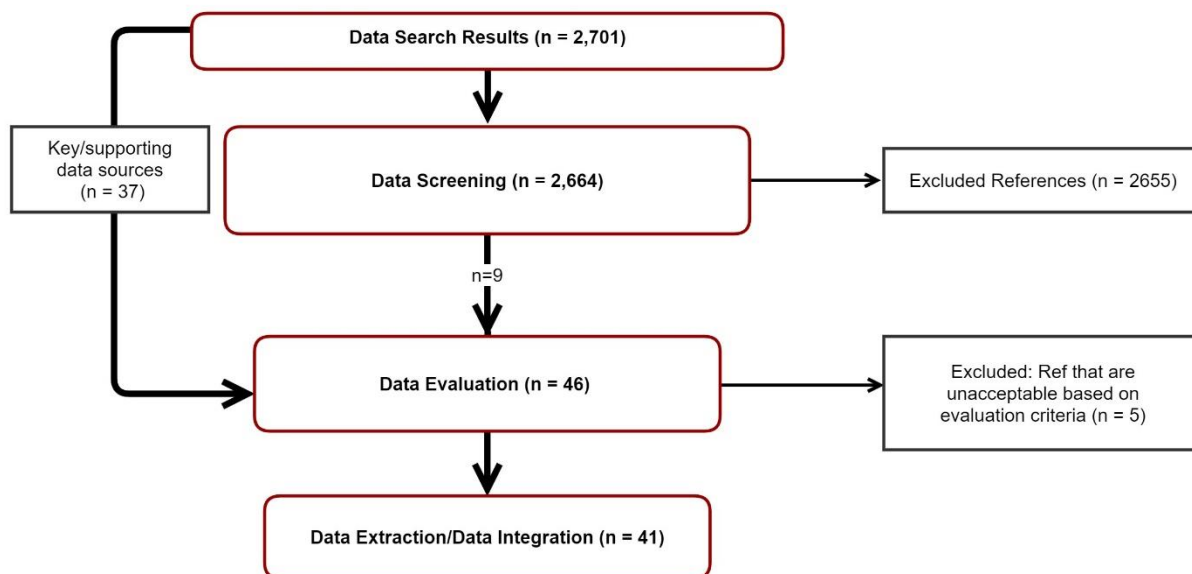 Data Search Results (n = 2,701)
Key/supporting
data sources
(n = 37)
Data Screening (n = 2,664)
Excluded References (n = 2655)
n=9
Data Evaluation (n = 46)
Excluded: Ref that are
unacceptable based on
evaluation criteria (n = 5)
Data Extraction/Data Integration (n = 41)